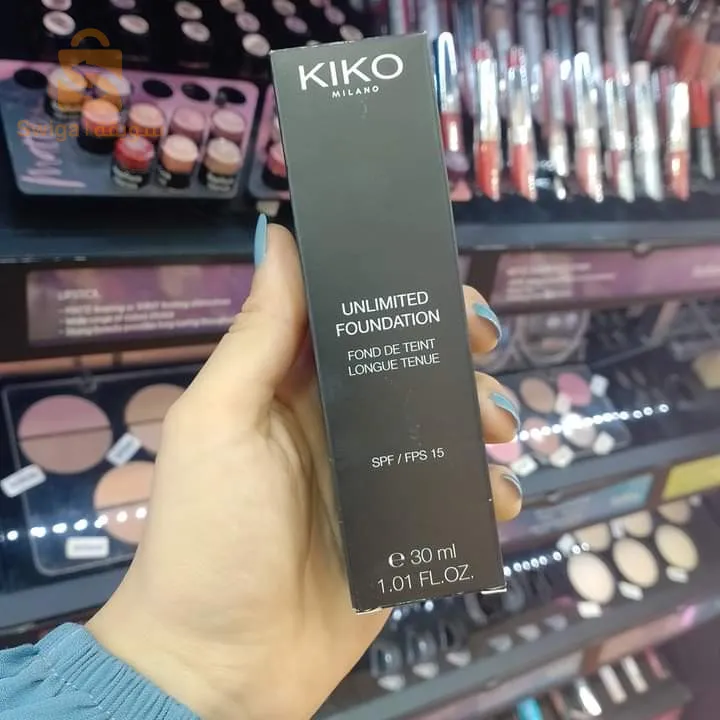 KIKO
MILANO
UNLIMITED
FOUNDATION
FOND DE TEINT
LONGUE TENUE
SPF / FPS 15
℮ 30 ml
1.01 FL.OZ.
LIPSTICK